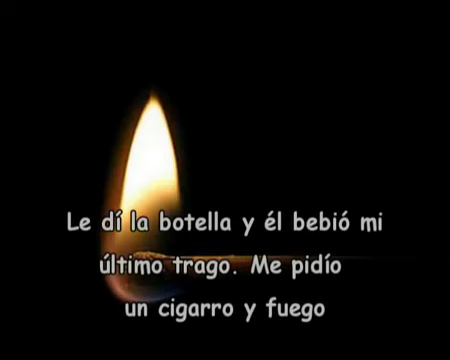 Le dí la botella y él bebió mi
último trago. Me pidío
un cigarro y fuego